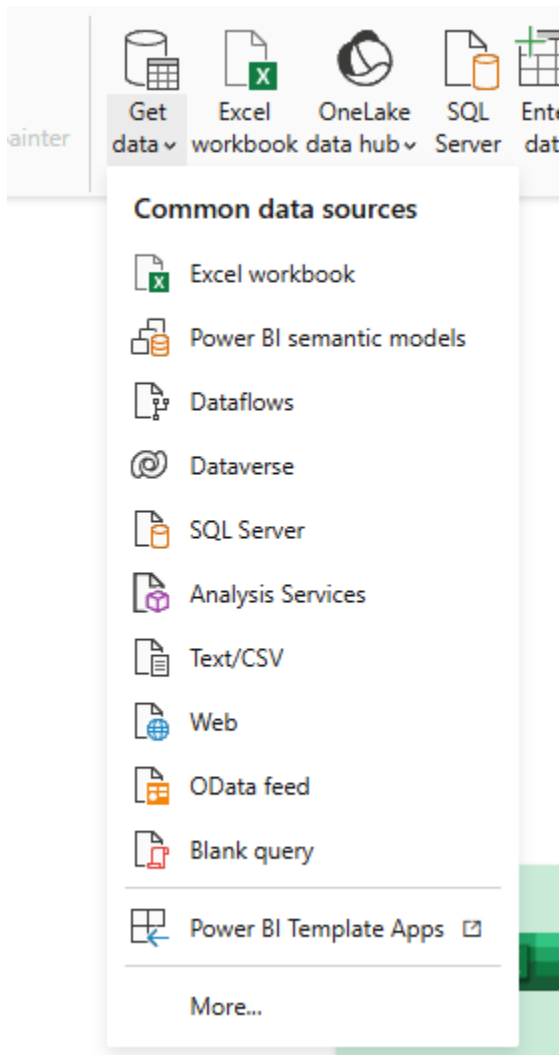 Get Excel OneLake SQL
data workbook data hub Server
Common data sources
Excel workbook
Power BI semantic models
Dataflows
Dataverse
SQL Server
Analysis Services
Text/CSV
Web
OData feed
Blank query
Power BI Template Apps
More...